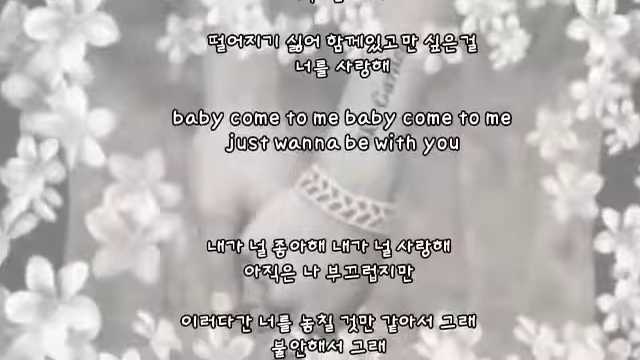 떨어지기 싫어 함께있고만 싶은걸
너를 사랑해
baby come to me baby come to me
just wanna be with you
내가 널 좋아해 내가 널 사랑해
아직은 나 부끄럽지만
이러다간 너를 놓칠 것만 같아서 그래
불안해서 그래